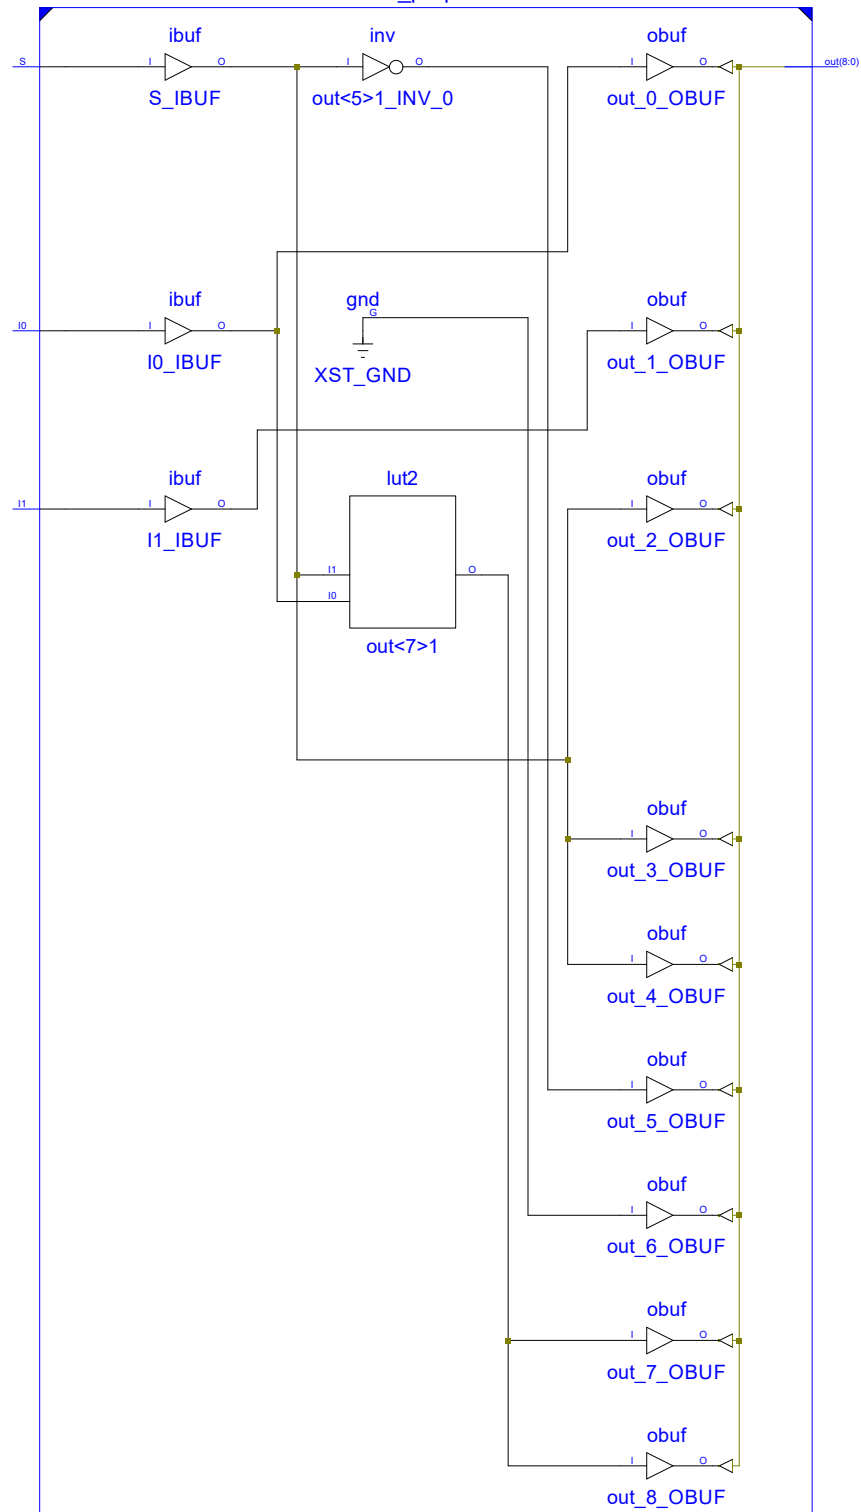 ibuf inv obuf
S I O I O I O out(8:0)
S_IBUF out<5>1_INV_0 out_0_OBUF
ibuf gnd obuf
G
I0 I O I O
I0_IBUF XST_GND out_1_OBUF
ibuf lut2 obuf
I1 I O I O
I1_IBUF out_2_OBUF
I1 O
I0
out<7>1
obuf
I O
out_3_OBUF
obuf
I O
out_4_OBUF
obuf
I O
out_5_OBUF
obuf
I O
out_6_OBUF
obuf
I O
out_7_OBUF
obuf
I O
out_8_OBUF